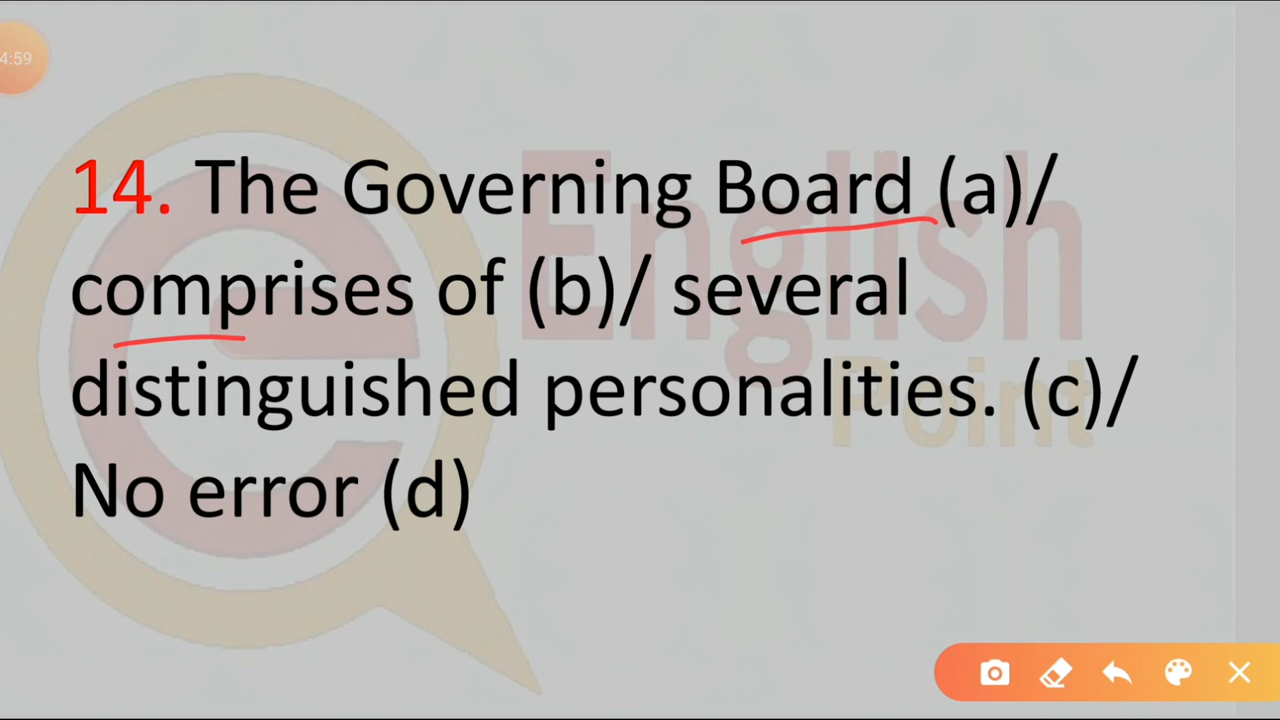 4:59
14. The Governing Board (a)/
comprises of (b)/ several
distinguished personalities. (c)/
No error (d)
English
Point